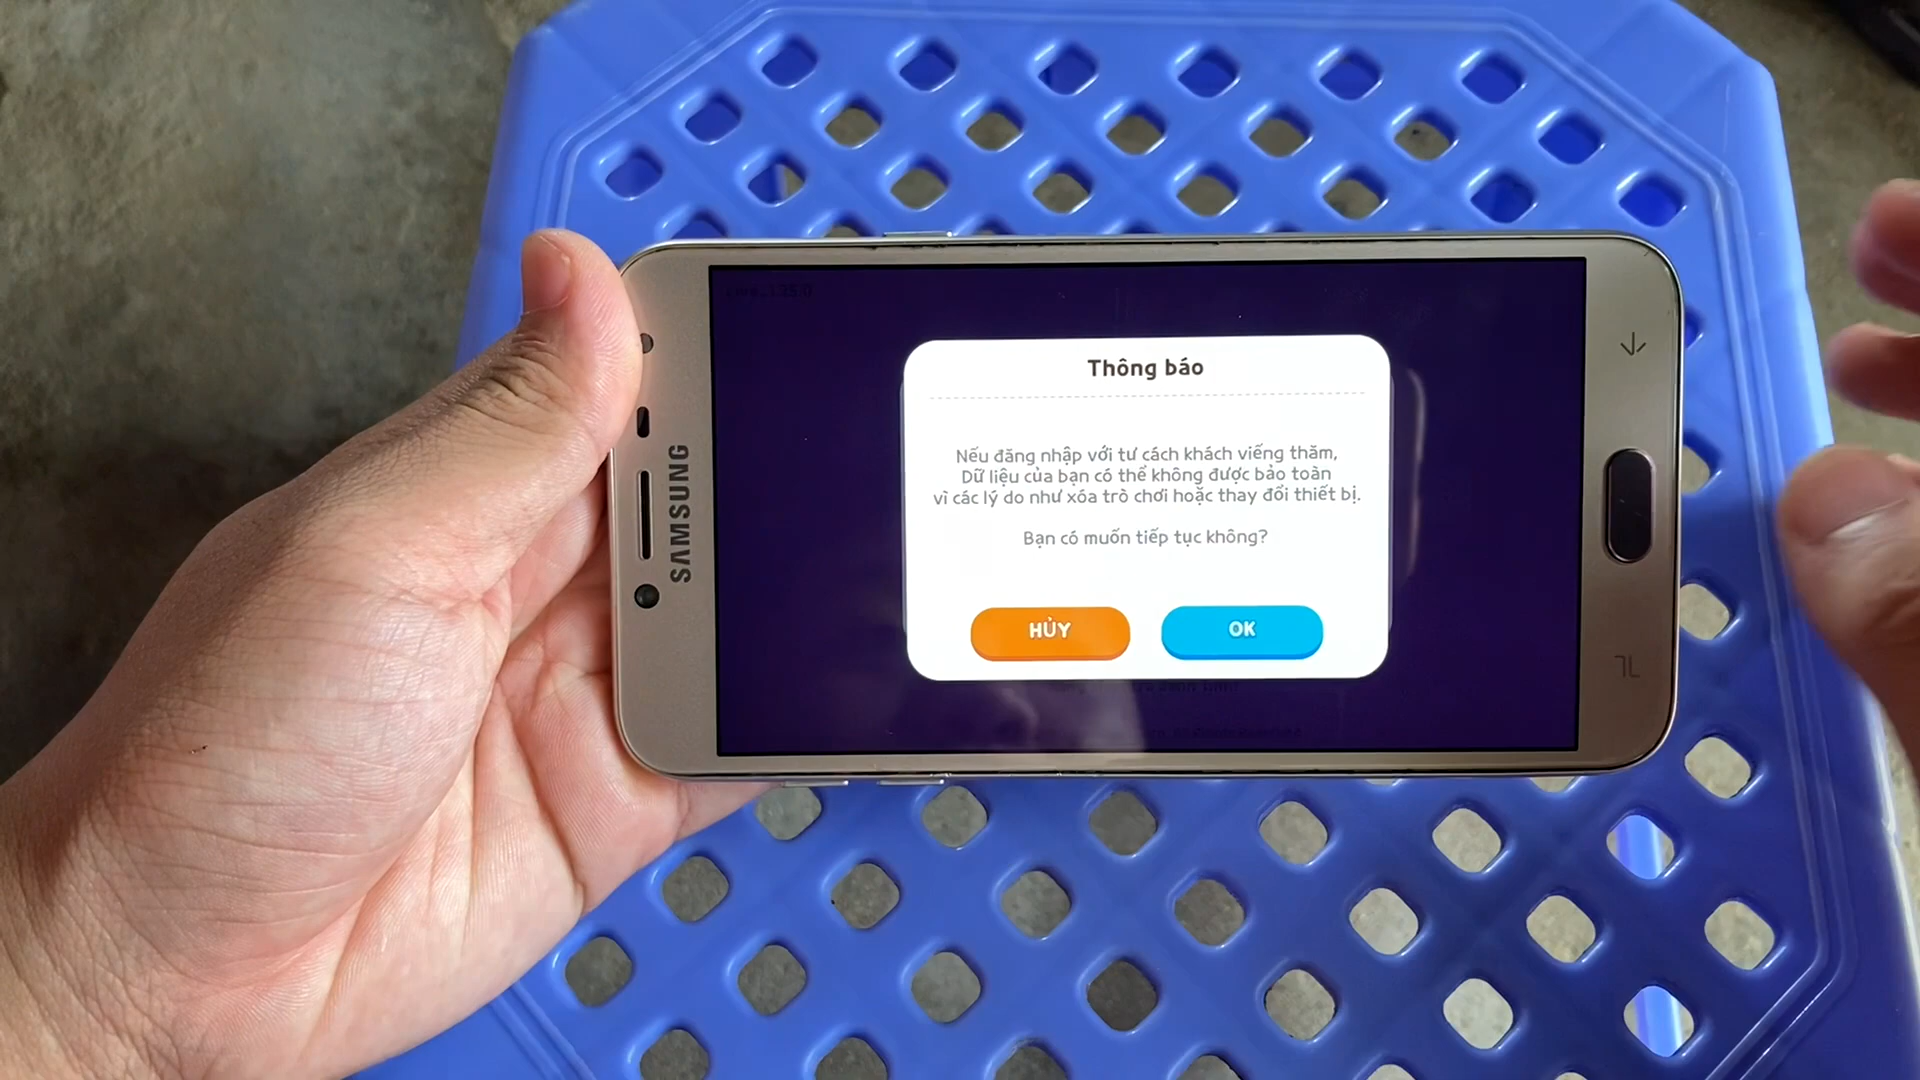 SAMSUNG
Thông báo
Nếu đăng nhập với tư cách khách viếng thăm,
Dữ liệu của bạn có thể không được bảo toàn
vì các lý do như xóa trò chơi hoặc thay đổi thiết bị.
Bạn có muốn tiếp tục không?
HỦY
OK